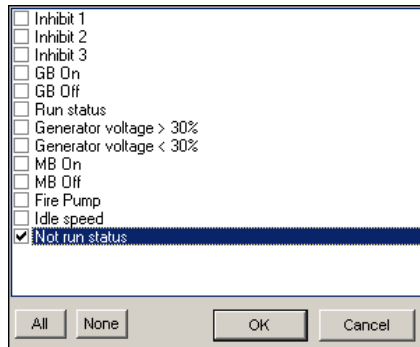 Inhibit 1
Inhibit 2
Inhibit 3
GB On
GB Off
Run status
Generator voltage > 30%
Generator voltage < 30%
MB On
MB Off
Fire Pump
Idle speed
Not run status
All None OK Cancel